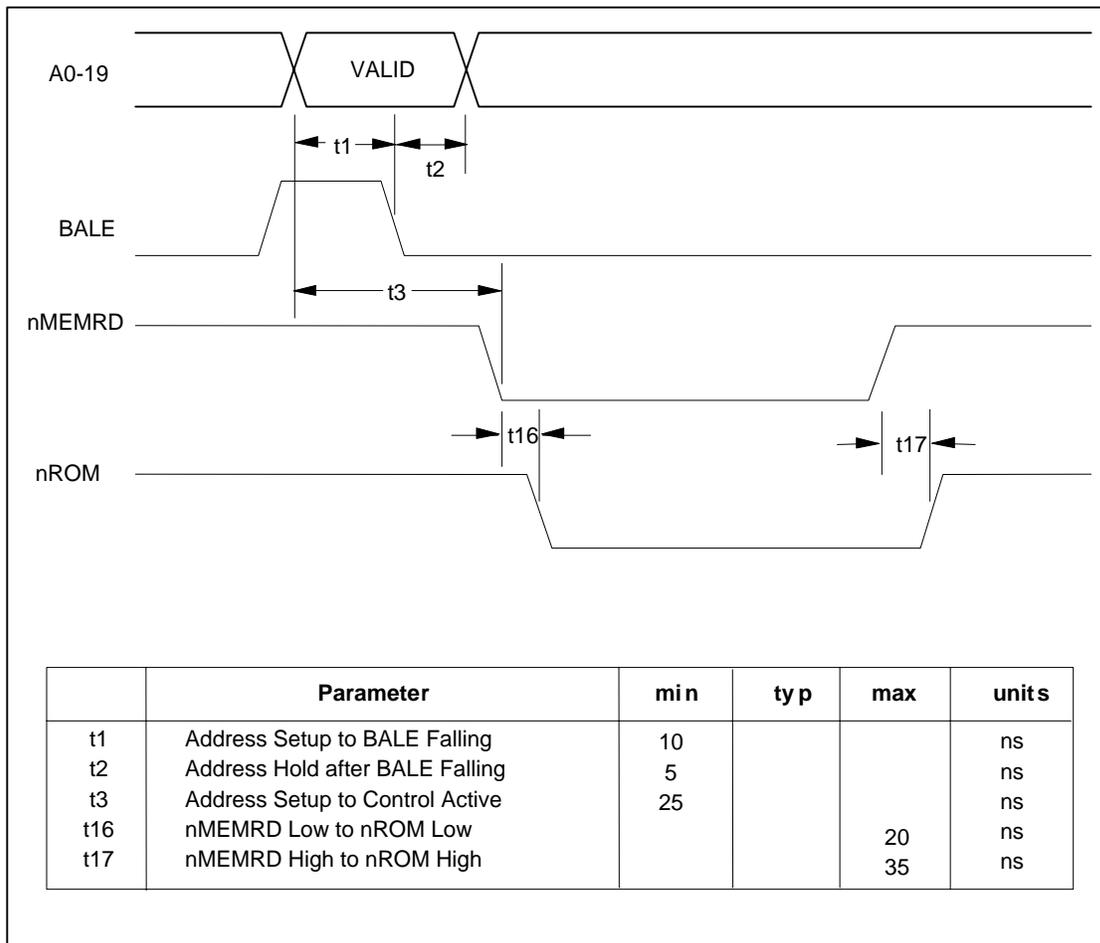 A0-19
VALID
t1
t2
BALE
t3
nMEMRD
t16
t17
nROM
Parameter min typ max units
t1 Address Setup to BALE Falling 10 ns
t2 Address Hold after BALE Falling 5 ns
t3 Address Setup to Control Active 25 ns
t16 nMEMRD Low to nROM Low 20 ns
t17 nMEMRD High to nROM High 35 ns